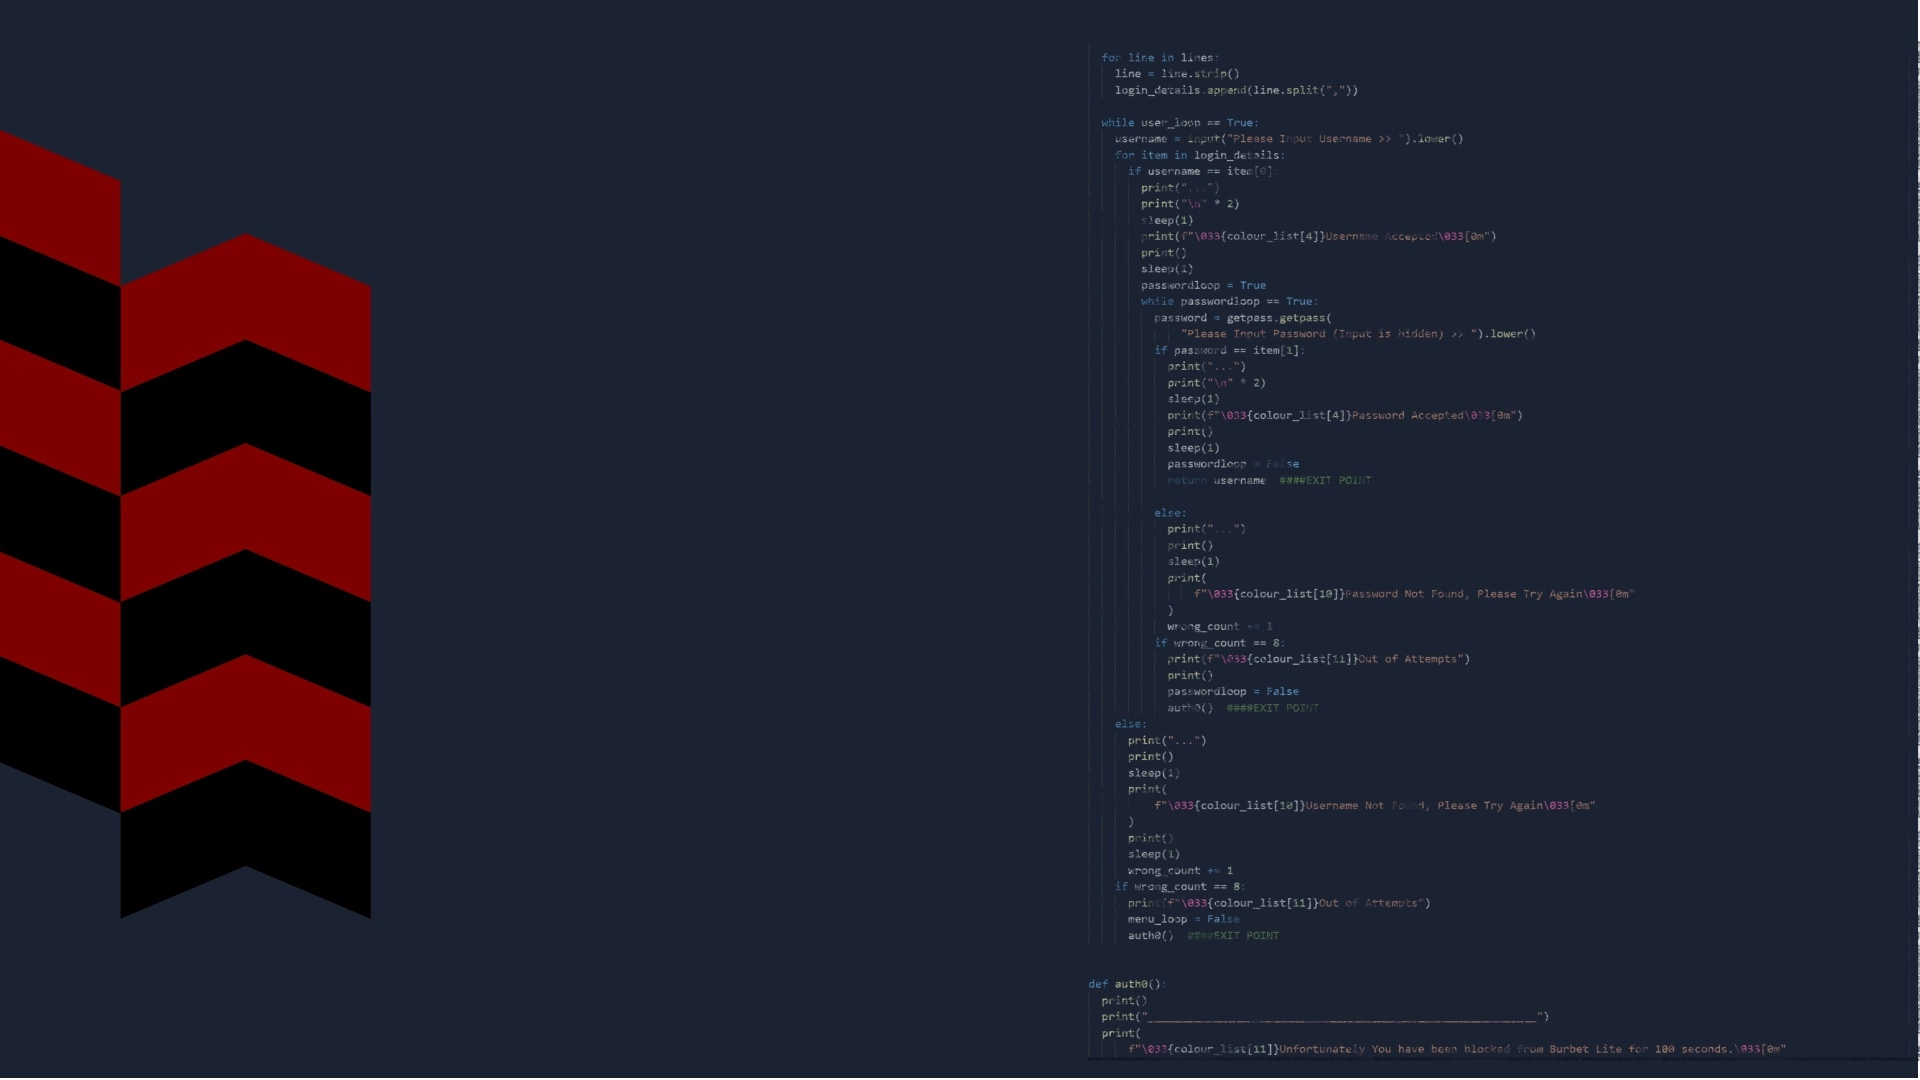 for line in lines:
line = line.strip()
login_details.append(line.split(","))
while user_loop == True:
username = input("Please Input Username >> ").lower()
for item in login_details:
if username == item[0]:
print("...")
print("\n" * 2)
sleep(1)
print(f"\033{colour_list[4]}Username Accepted\033[0m")
print()
sleep(1)
passwordloop = True
while passwordloop == True:
password = getpass.getpass(
"Please Input Password (Input is hidden) >> ").lower()
if password == item[1]:
print("...")
print("\n" * 2)
sleep(1)
print(f"\033{colour_list[4]}Password Accepted\033[0m")
print()
sleep(1)
passwordloop = False
return username  ####EXIT POINT
else:
print("...")
print()
sleep(1)
print(
f"\033{colour_list[10]}Password Not Found, Please Try Again\033[0m"
)
wrong_count += 1
if wrong_count == 8:
print(f"\033{colour_list[11]}Out of Attempts")
print()
passwordloop = False
auth0()  ####EXIT POINT
else:
print("...")
print()
sleep(1)
print(
f"\033{colour_list[10]}Username Not Found, Please Try Again\033[0m"
)
print()
sleep(1)
wrong_count += 1
if wrong_count == 8:
print(f"\033{colour_list[11]}Out of Attempts")
menu_loop = False
auth0()  ####EXIT POINT
def auth0():
print()
print("___________________________________________________________")
print(
f"\033{colour_list[11]}Unfortunately You have been blocked from Burbet Lite for 100 seconds.\033[0m"